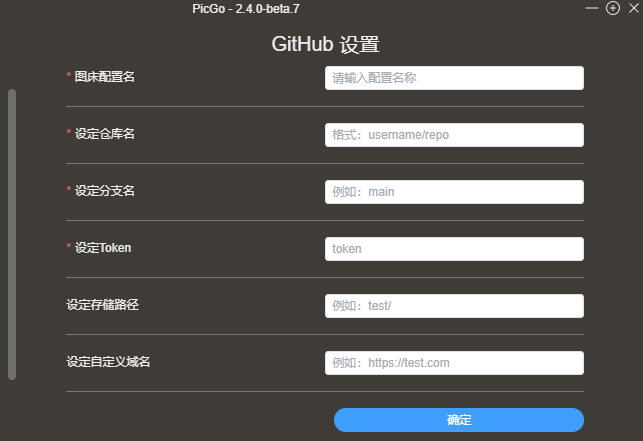 PicGo - 2.4.0-beta.7
GitHub 设置
* 图床配置名 请输入配置名称
* 设定仓库名 格式：username/repo
* 设定分支名 例如：main
* 设定Token token
设定存储路径 例如：test/
设定自定义域名 例如：https://test.com
确定